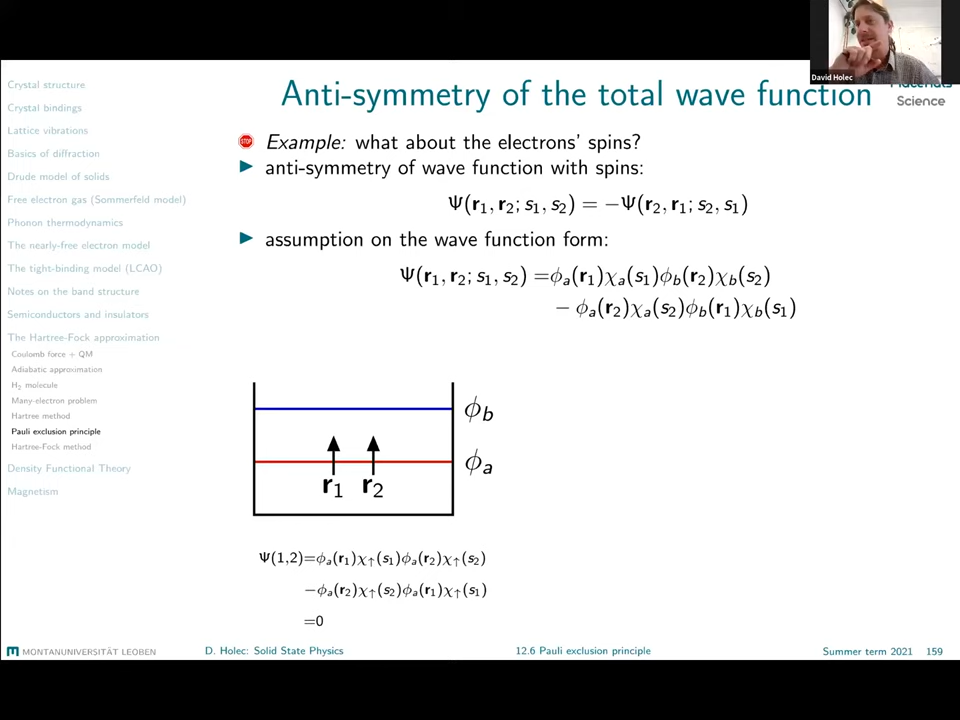 David Holec
Materials
Science
Crystal structure
Crystal bindings
Lattice vibrations
Basics of diffraction
Drude model of solids
Free electron gas (Sommerfeld model)
Phonon thermodynamics
The nearly-free electron model
The tight-binding model (LCAO)
Notes on the band structure
Semiconductors and insulators
The Hartree-Fock approximation
Coulomb force + QM
Adiabatic approximation
H₂ molecule
Many-electron problem
Hartree method
Pauli exclusion principle
Hartree-Fock method
Density Functional Theory
Magnetism
Anti-symmetry of the total wave function
STOP Example: what about the electrons' spins?
▶ anti-symmetry of wave function with spins:
Ψ(r₁, r₂; s₁, s₂) = −Ψ(r₂, r₁; s₂, s₁)
▶ assumption on the wave function form:
Ψ(r₁, r₂; s₁, s₂) =ϕₐ(r₁)χₐ(s₁)ϕ_b(r₂)χ_b(s₂)
− ϕₐ(r₂)χₐ(s₂)ϕ_b(r₁)χ_b(s₁)
ϕ_b
ϕₐ
r₁ r₂
Ψ(1,2)=ϕₐ(r₁)χ↑(s₁)ϕₐ(r₂)χ↑(s₂)
−ϕₐ(r₂)χ↑(s₂)ϕₐ(r₁)χ↑(s₁)
=0
MONTANUNIVERSITÄT LEOBEN
D. Holec: Solid State Physics
12.6 Pauli exclusion principle
Summer term 2021 159